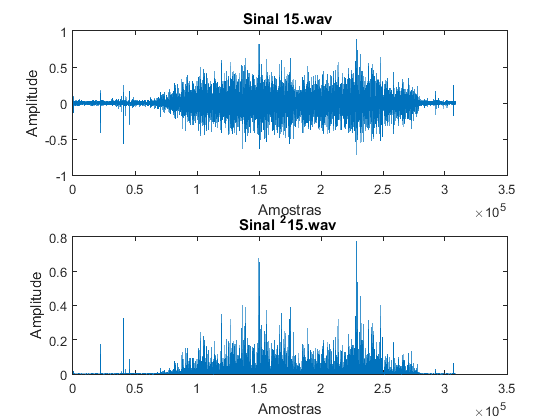 Sinal 15.wav
1
0.5
0
-0.5
-1
Amplitude
0 0.5 1 1.5 2 2.5 3 3.5
Amostras
×10^5
Sinal ^215.wav
0.8
0.6
0.4
0.2
0
Amplitude
0 0.5 1 1.5 2 2.5 3 3.5
Amostras
×10^5